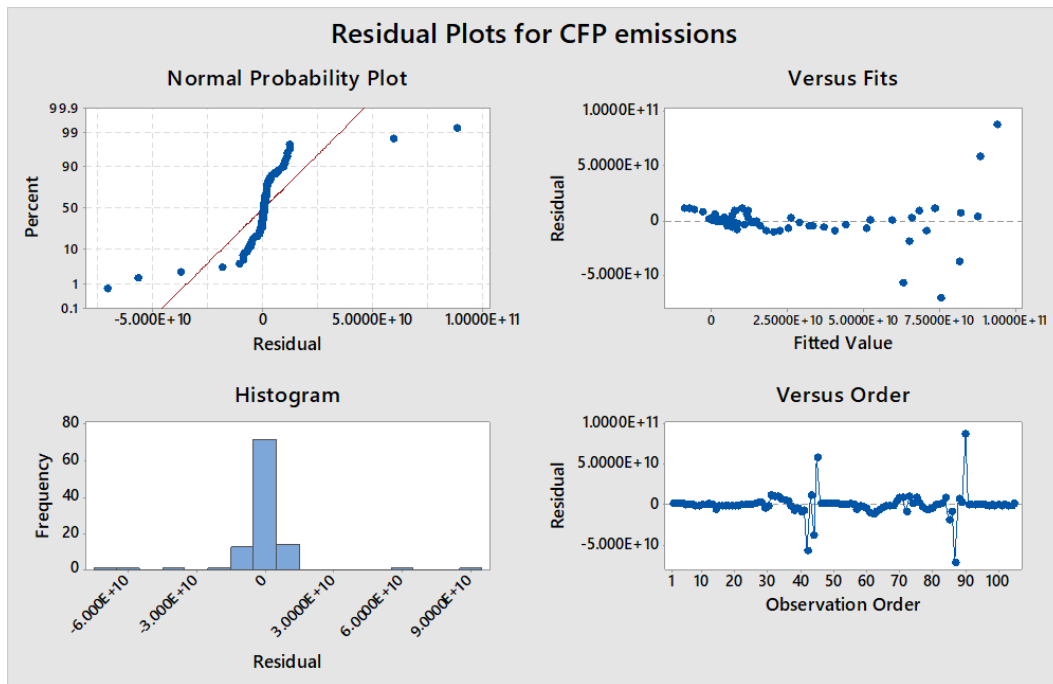 Residual Plots for CFP emissions
Normal Probability Plot
99.9
99
90
50
10
1
0.1
Percent
-5.000E+10 0 5.0000E+10 1.0000E+11
Residual
Versus Fits
1.0000E+11
5.0000E+10
0
-5.000E+10
Residual
0 2.5000E+10 5.0000E+10 7.5000E+10 1.0000E+11
Fitted Value
Histogram
80
60
40
20
0
Frequency
-6.000E+10 -3.000E+10 0 3.0000E+10 6.0000E+10 9.0000E+10
Residual
Versus Order
1.0000E+11
5.0000E+10
0
-5.000E+10
Residual
1 10 20 30 40 50 60 70 80 90 100
Observation Order